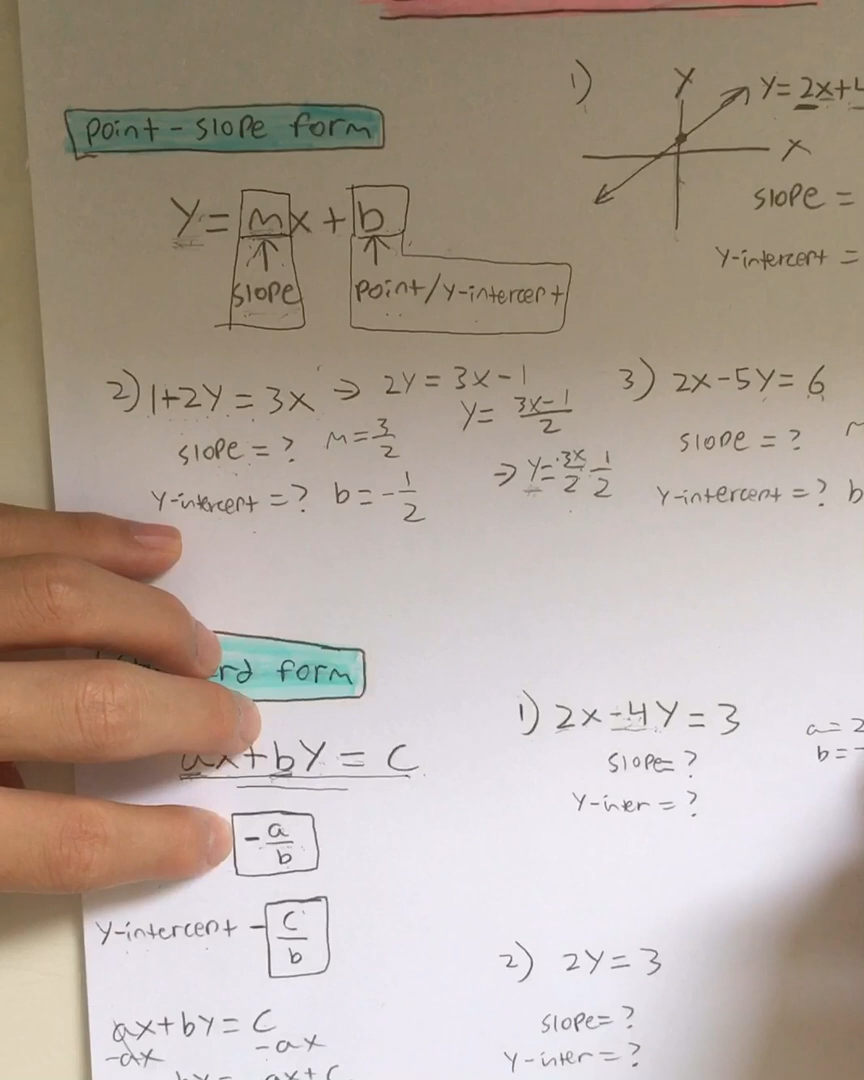 Point-slope form
y = mx + b
slope
point/y-intercept
1)
y
y = 2x+4
x
slope =
y-intercept =
2) 1+2y = 3x ⇒ 2y = 3x-1
y = 3x-1/2
slope = ? m = 3/2
⇒ y = 3x/2 - 1/2
y-intercept = ? b = -1/2
3) 2x-5y = 6
slope = ?
y-intercept = ? b
rd form
ax+by = c
-a/b
y-intercept - c/b
ax+by = c
-ax -ax
1) 2x-4y = 3
a = 2
slope = ?
b = -
y-inter = ?
2) 2y = 3
slope = ?
y-inter = ?